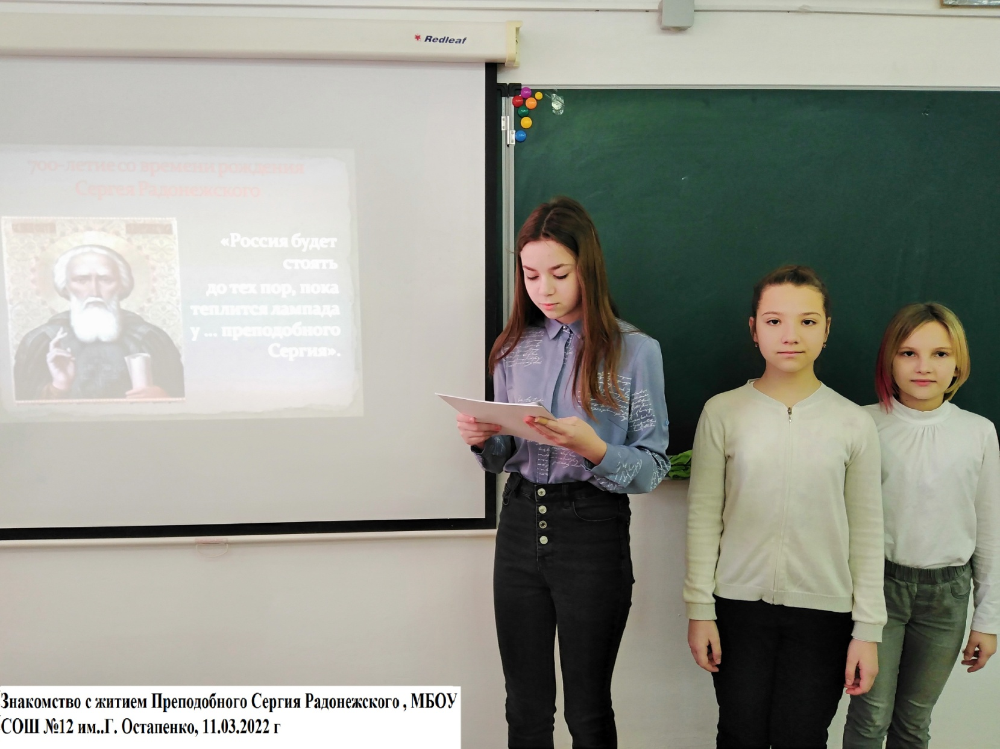 Redleaf
700-летие со времени рождения
Сергея Радонежского
«Россия будет
стоять
до тех пор, пока
теплится лампада
у ... преподобного
Сергия».
Знакомство с житием Преподобного Сергия Радонежского , МБОУ
СОШ №12 им..Г. Остапенко, 11.03.2022 г